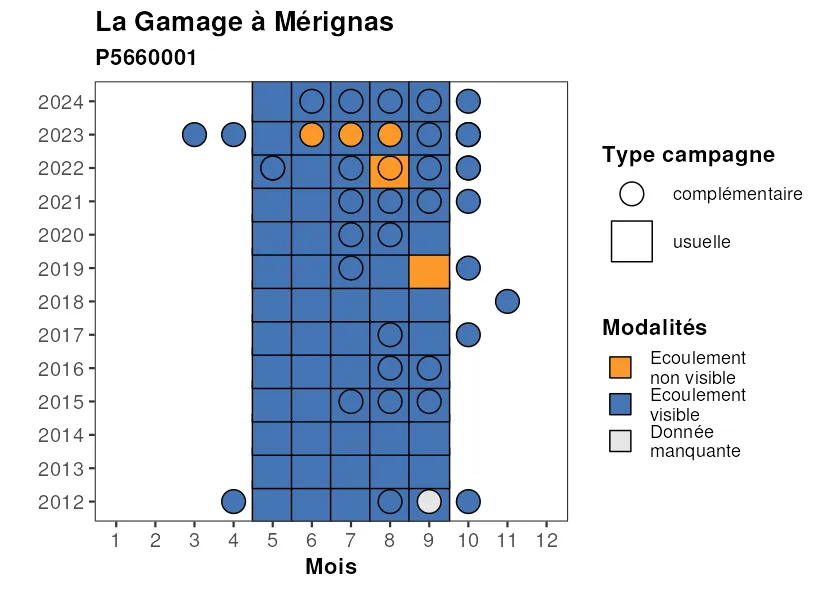 La Gamage à Mérignas
P5660001
2024
2023
2022
2021
2020
2019
2018
2017
2016
2015
2014
2013
2012
1 2 3 4 5 6 7 8 9 10 11 12
Mois
Type campagne
complémentaire
usuelle
Modalités
Ecoulement
non visible
Ecoulement
visible
Donnée
manquante